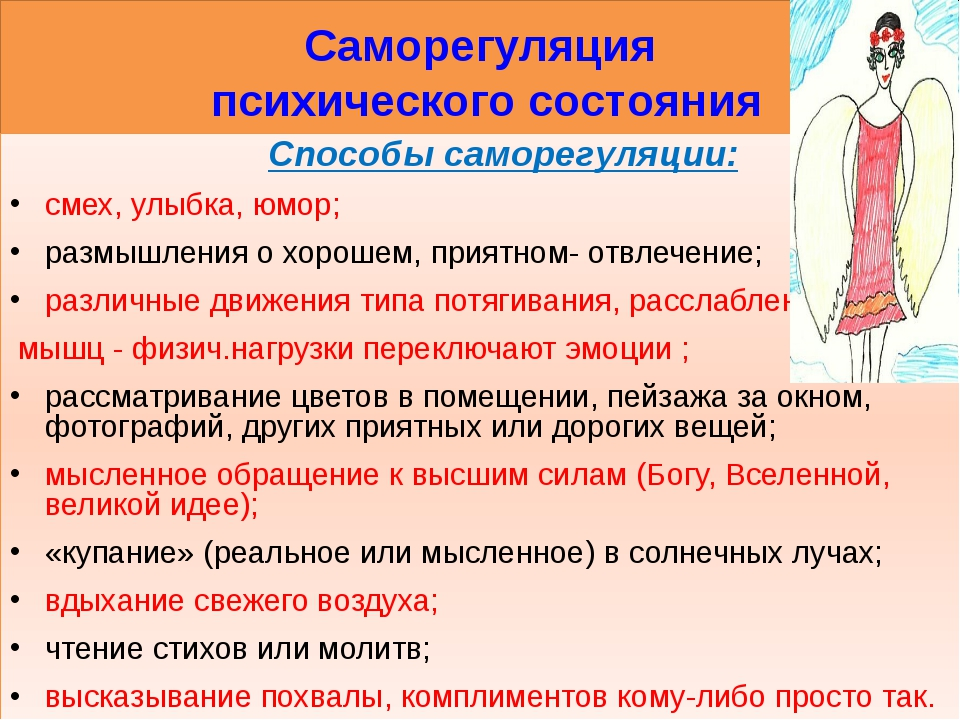 Саморегуляция
психического состояния
Способы саморегуляции:
• смех, улыбка, юмор;
• размышления о хорошем, приятном- отвлечение;
• различные движения типа потягивания,
мышц - физич.нагрузки переключают эмоции ;
• рассматривание цветов в помещении, пейзажа за окном,
фотографий, других приятных или дорогих вещей;
• мысленное обращение к высшим силам (Богу, Вселенной,
великой идее);
• «купание» (реальное или мысленное) в солнечных лучах;
• вдыхание свежего воздуха;
• чтение стихов или молитв;
• высказывание похвалы, комплиментов кому-либо просто так.